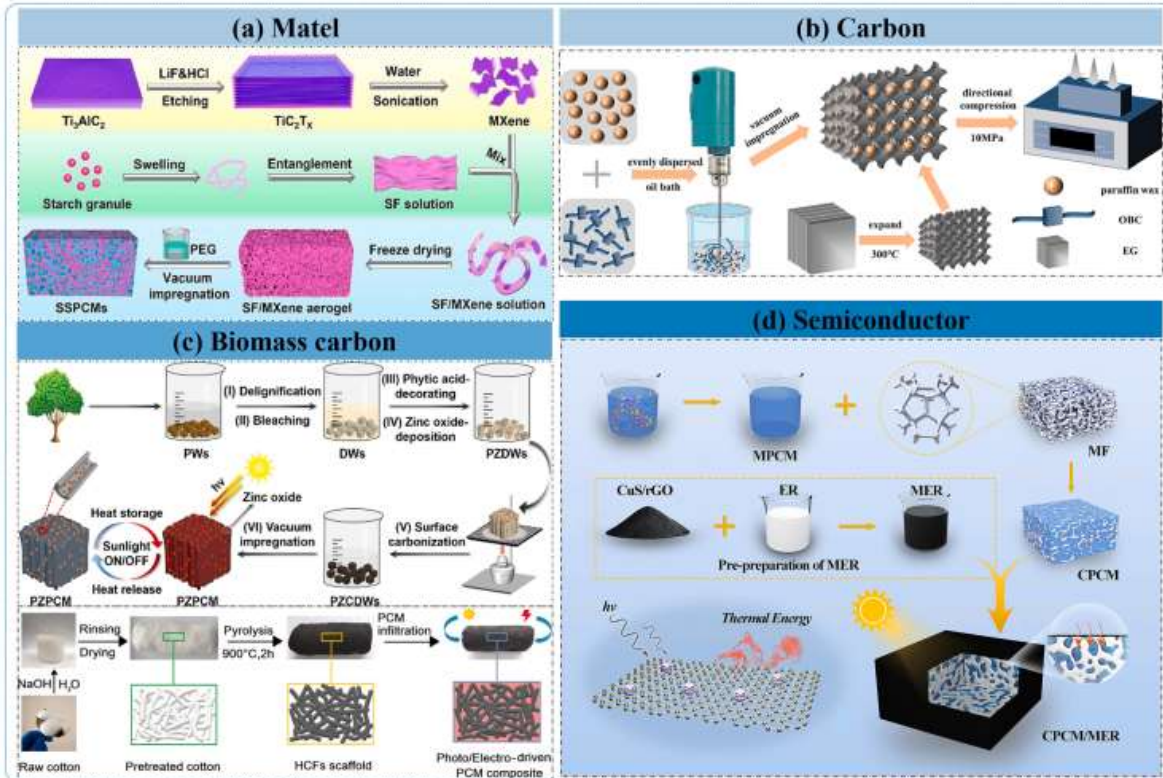 (a) Matel
LiF&HCl
Etching
Water
Sonication
Ti₃AlC₂
TiC₂Tₓ
MXene
Swelling
Entanglement
Mix
Starch granule
SF solution
PEG
Vacuum
impregnation
Freeze drying
SSPCMs
SF/MXene aerogel
SF/MXene solution
(b) Carbon
evenly dispersed
oil bath
vacuum
impregnation
directional
compression
10MPa
expand
300°C
paraffin wax
OBC
EG
(c) Biomass carbon
(I) Delignification
(II) Bleaching
(III) Phytic acid-
decorating
(IV) Zinc oxide-
deposition
PWs
DWs
PZDWs
hν
Zinc oxide
Heat storage
Sunlight
ON/OFF
Heat release
(VI) Vacuum
impregnation
(V) Surface
carbonization
PZPCM
PZPCM
PZCDWs
Rinsing
Drying
Pyrolysis
900°C,2h
PCM
infiltration
NaOH
H₂O
Raw cotton
Pretreated cotton
HCFs scaffold
Photo/Electro-driven
PCM composite
(d) Semiconductor
MPCM
MF
CuS/rGO
ER
MER
Pre-preparation of MER
CPCM
hν
Thermal Energy
CPCM/MER